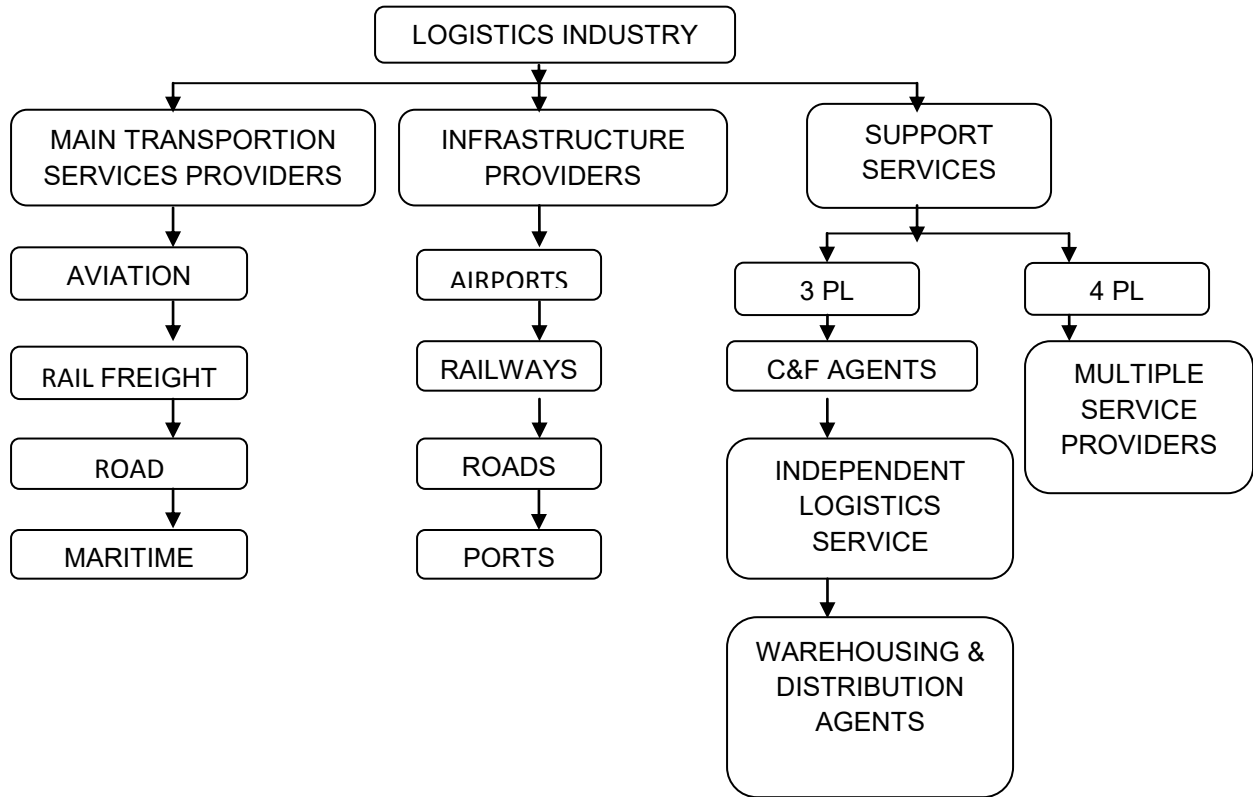 LOGISTICS INDUSTRY
MAIN TRANSPORTION
SERVICES PROVIDERS
INFRASTRUCTURE
PROVIDERS
SUPPORT
SERVICES
AVIATION
AIRPORTS
3 PL
4 PL
RAIL FREIGHT
RAILWAYS
C&F AGENTS
MULTIPLE
SERVICE
PROVIDERS
ROAD
ROADS
INDEPENDENT
LOGISTICS
SERVICE
MARITIME
PORTS
WAREHOUSING &
DISTRIBUTION
AGENTS